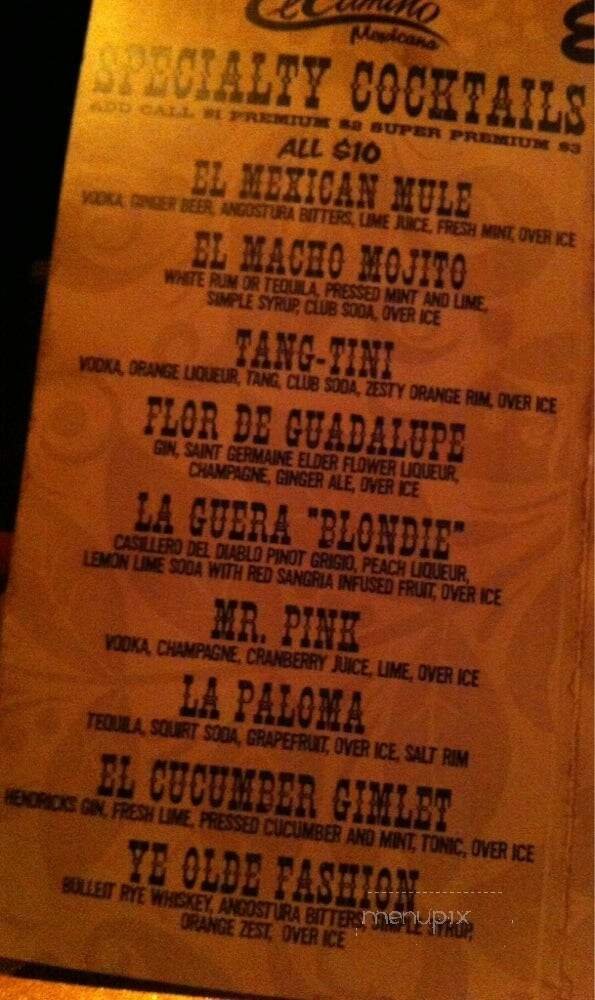 El Camino
Mexicana
SPECIALTY COCKTAILS
ADD CALL $1 PREMIUM $2 SUPER PREMIUM $3
ALL $10
EL MEXICAN MULE
VODKA, GINGER BEER, ANGOSTURA BITTERS, LIME JUICE, FRESH MINT, OVER ICE
EL MACHO MOJITO
WHITE RUM OR TEQUILA, PRESSED MINT AND LIME,
SIMPLE SYRUP, CLUB SODA, OVER ICE
TANG-TINI
VODKA, ORANGE LIQUEUR, TANG, CLUB SODA, ZESTY ORANGE RIM, OVER ICE
FLOR DE GUADALUPE
GIN, SAINT GERMAINE ELDER FLOWER LIQUEUR,
CHAMPAGNE, GINGER ALE, OVER ICE
LA GUERA "BLONDIE"
CASILLERO DEL DIABLO PINOT GRIGIO, PEACH LIQUEUR,
LEMON LIME SODA WITH RED SANGRIA INFUSED FRUIT, OVER ICE
MR. PINK
VODKA, CHAMPAGNE, CRANBERRY JUICE, LIME, OVER ICE
LA PALOMA
TEQUILA, SQUIRT SODA, GRAPEFRUIT, OVER ICE, SALT RIM
EL CUCUMBER GIMLET
HENDRICKS GIN, FRESH LIME, PRESSED CUCUMBER AND MINT, TONIC, OVER ICE
YE OLDE FASHION
BULLEIT RYE WHISKEY, ANGOSTURA BITTERS, SIMPLE SYRUP,
ORANGE ZEST, OVER ICE
menupix